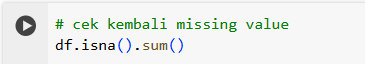 # cek kembali missing value
df.isna().sum()